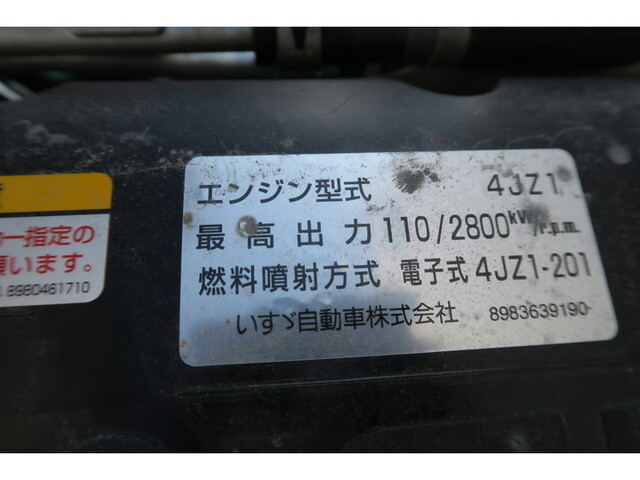 エンジン型式 4JZ1
最高出力 110/2800 kW/r.p.m.
燃料噴射方式 電子式 4JZ1-201
いすゞ自動車株式会社 8983639190
指定の
願います。
8980461710